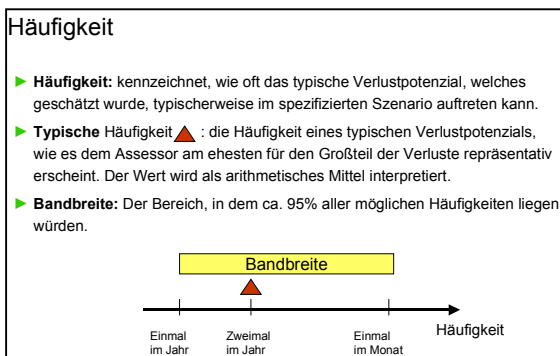 Häufigkeit
► Häufigkeit: kennzeichnet, wie oft das typische Verlustpotenzial, welches
geschätzt wurde, typischerweise im spezifizierten Szenario auftreten kann.
► Typische Häufigkeit : die Häufigkeit eines typischen Verlustpotenzials,
wie es dem Assessor am ehesten für den Großteil der Verluste repräsentativ
erscheint. Der Wert wird als arithmetisches Mittel interpretiert.
► Bandbreite: Der Bereich, in dem ca. 95% aller möglichen Häufigkeiten liegen
würden.
Bandbreite
Einmal
im Jahr
Zweimal
im Jahr
Einmal
im Monat
Häufigkeit